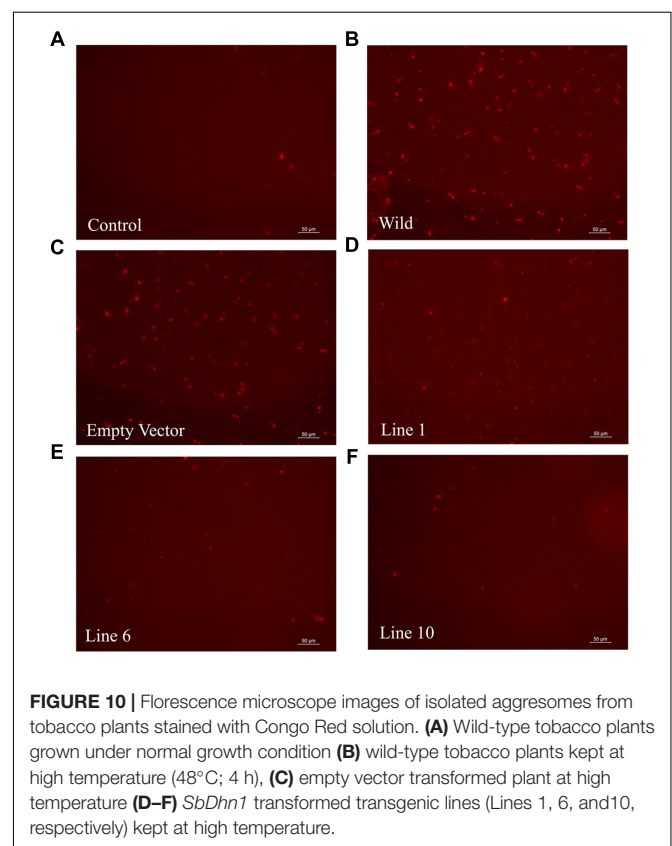 A
B
Control
50 µm
Wild
50 µm
C
D
Empty Vector
50 µm
Line 1
50 µm
E
F
Line 6
50 µm
Line 10
50 µm
FIGURE 10 | Florescence microscope images of isolated aggresomes from
tobacco plants stained with Congo Red solution. (A) Wild-type tobacco plants
grown under normal growth condition (B) wild-type tobacco plants kept at
high temperature (48°C; 4 h), (C) empty vector transformed plant at high
temperature (D–F) SbDhn1 transformed transgenic lines (Lines 1, 6, and10,
respectively) kept at high temperature.